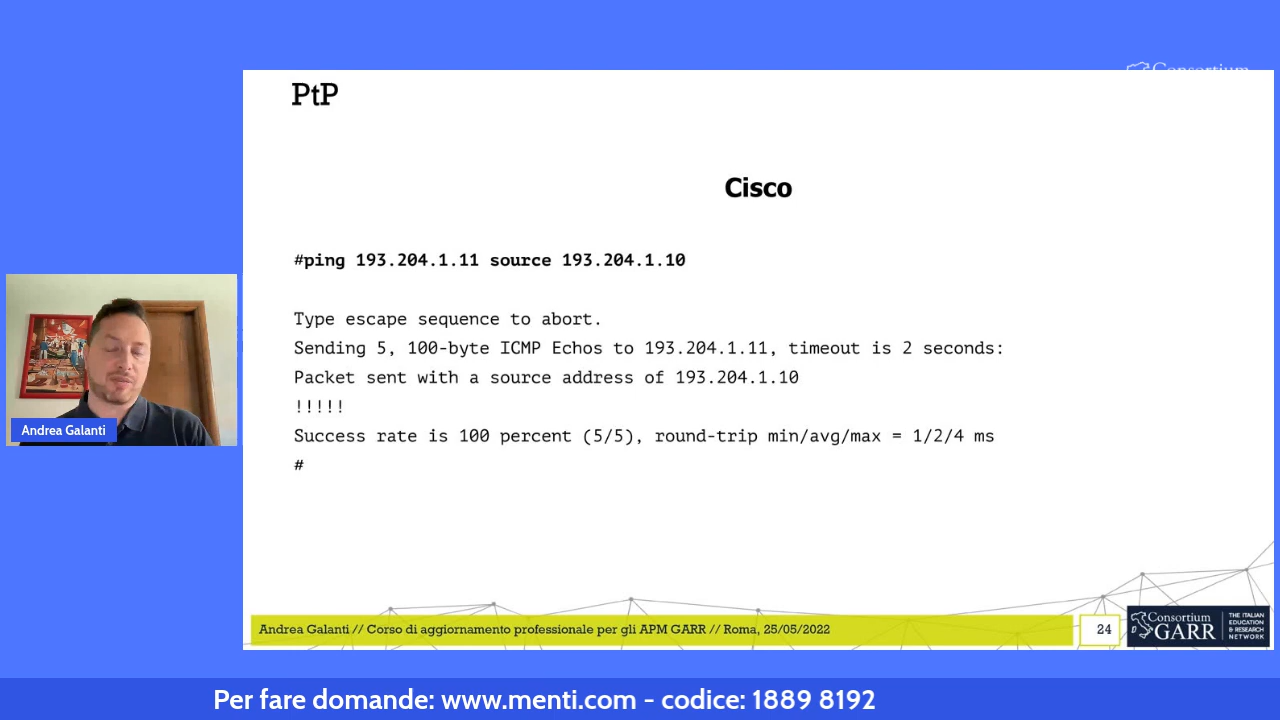 Consortium
PtP
Cisco
#ping 193.204.1.11 source 193.204.1.10
Type escape sequence to abort.
Sending 5, 100-byte ICMP Echos to 193.204.1.11, timeout is 2 seconds:
Packet sent with a source address of 193.204.1.10
!!!!!
Success rate is 100 percent (5/5), round-trip min/avg/max = 1/2/4 ms
#
Andrea Galanti
Andrea Galanti // Corso di aggiornamento professionale per gli APM GARR // Roma, 25/05/2022
24
Consortium
GARR
THE ITALIAN
EDUCATION
& RESEARCH
NETWORK
Per fare domande: www.menti.com - codice: 1889 8192